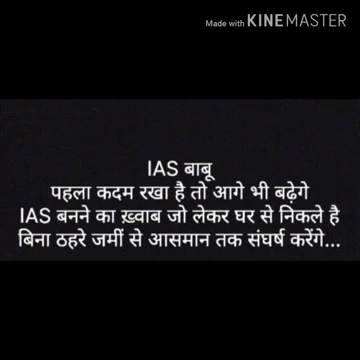 Made with KINEMASTER
IAS बाबू
पहला कदम रखा है तो आगे भी बढ़ेगे
IAS बनने का ख़्वाब जो लेकर घर से निकले है
बिना ठहरे जमीं से आसमान तक संघर्ष करेंगे...